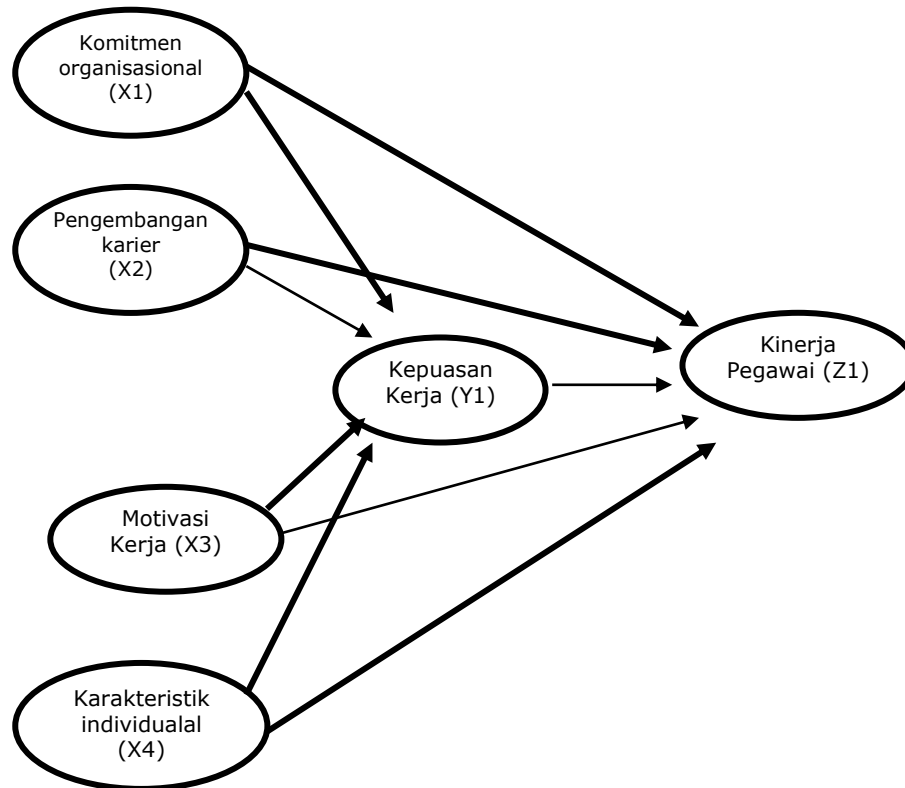 Komitmen
organisasional
(X1)
Pengembangan
karier
(X2)
Kepuasan
Kerja (Y1)
Kinerja
Pegawai (Z1)
Motivasi
Kerja (X3)
Karakteristik
individualal
(X4)